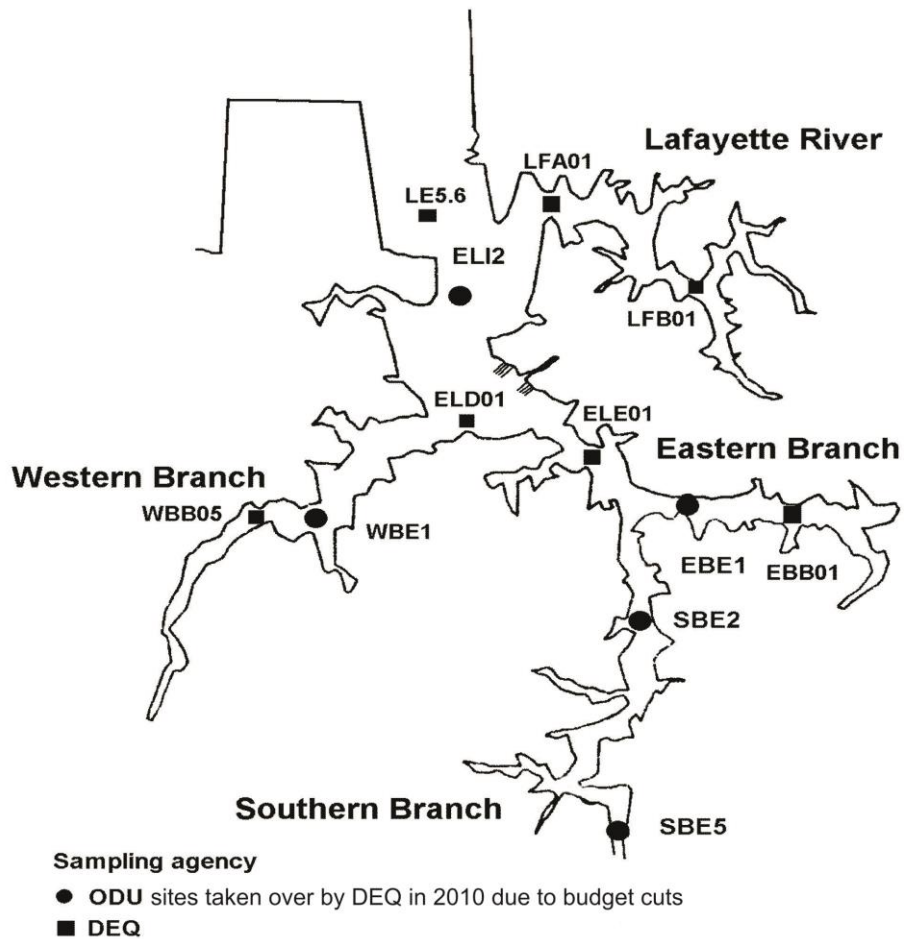 Lafayette River
LFA01
LE5.6
ELI2
LFB01
ELD01
ELE01
Eastern Branch
Western Branch
WBB05
WBE1
EBE1
EBB01
SBE2
Southern Branch
SBE5
Sampling agency
ODU sites taken over by DEQ in 2010 due to budget cuts
DEQ